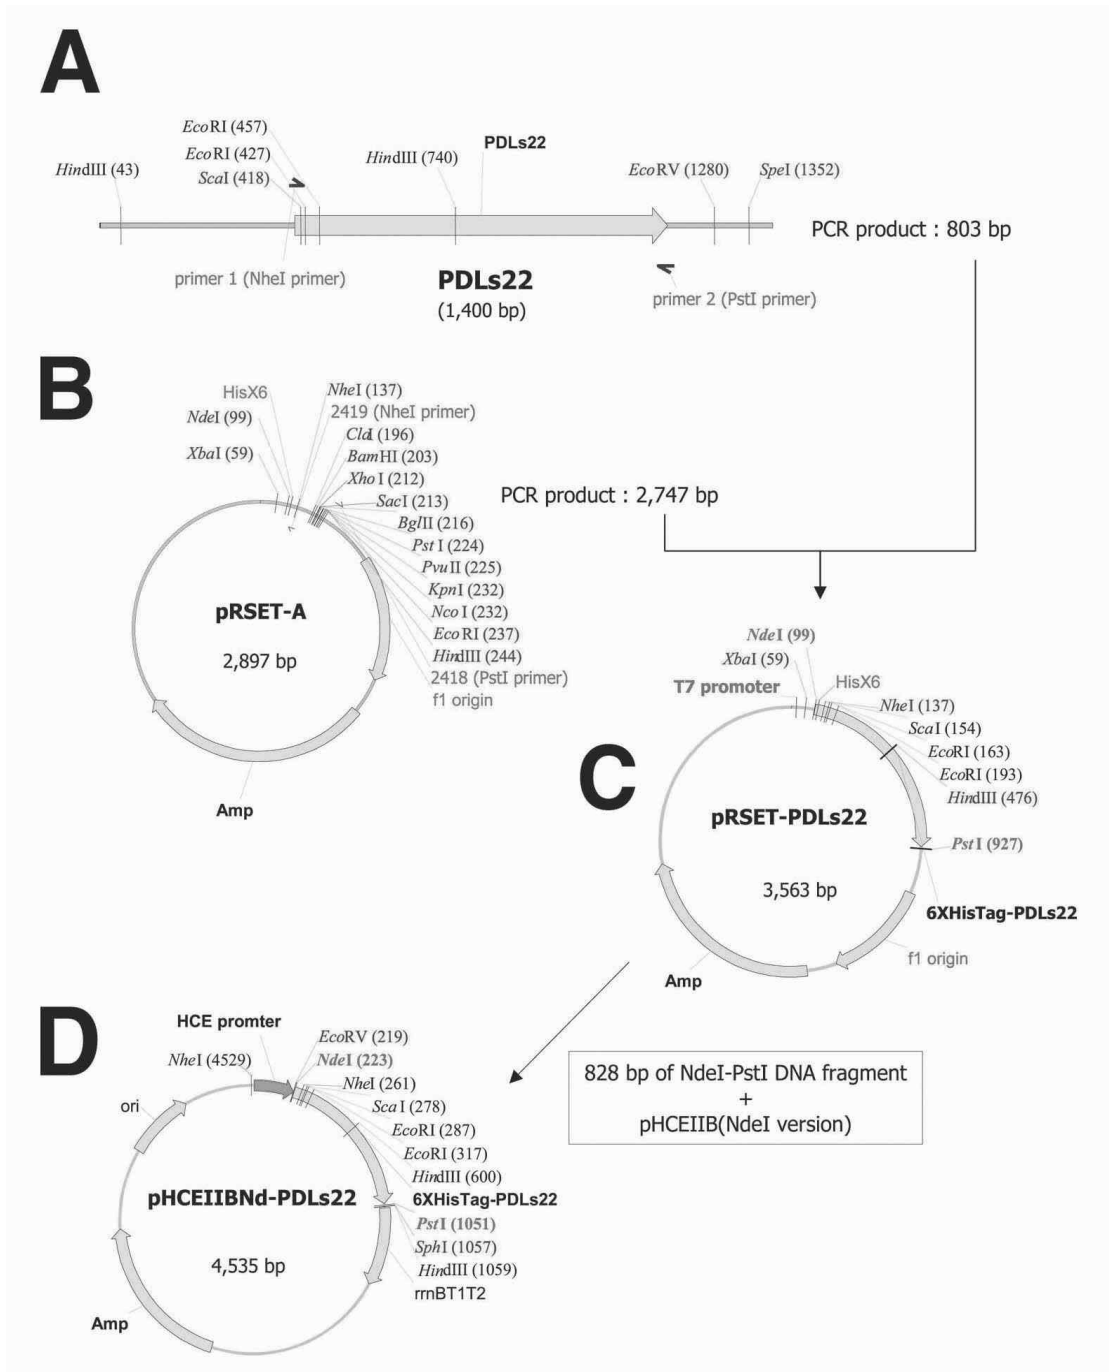 A
EcoRI (457)
EcoRI (427)
ScaI (418)
HindIII (43)
HindIII (740)
PDLs22
EcoRV (1280)
SpeI (1352)
PCR product : 803 bp
primer 1 (NheI primer)
PDLs22
(1,400 bp)
primer 2 (PstI primer)
B
HisX6
NdeI (99)
XbaI (59)
NheI (137)
2419 (NheI primer)
ClaI (196)
BamHI (203)
XhoI (212)
SacI (213)
BglII (216)
PstI (224)
PvuII (225)
KpnI (232)
NcoI (232)
EcoRI (237)
HindIII (244)
2418 (PstI primer)
f1 origin
pRSET-A
2,897 bp
Amp
PCR product : 2,747 bp
C
NdeI (99)
XbaI (59)
T7 promoter
HisX6
NheI (137)
ScaI (154)
EcoRI (163)
EcoRI (193)
HindIII (476)
PstI (927)
6XHisTag-PDLs22
f1 origin
pRSET-PDLs22
3,563 bp
Amp
D
HCE promter
NheI (4529)
ori
EcoRV (219)
NdeI (223)
NheI (261)
ScaI (278)
EcoRI (287)
EcoRI (317)
HindIII (600)
6XHisTag-PDLs22
PstI (1051)
SphI (1057)
HindIII (1059)
rrnBT1T2
pHCEIIBNd-PDLs22
4,535 bp
Amp
828 bp of NdeI-PstI DNA fragment
+
pHCEIIB(NdeI version)